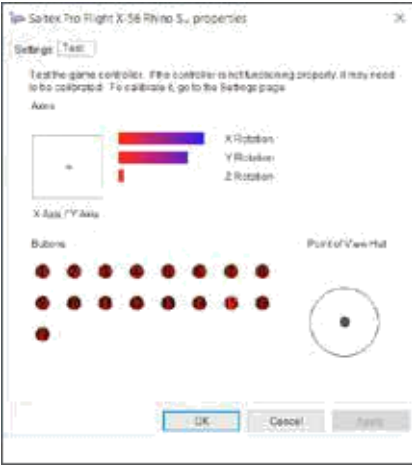 Saitek Pro Flight X-56 Rhino S... properties
Settings Test
Test the game controller. If the controller is not functioning properly, it may need
to be calibrated. To calibrate it, go to the Settings page.
Axes
X Rotation
Y Rotation
Z Rotation
X Axis / Y Axis
Buttons
Point of View Hat
OK Cancel Apply